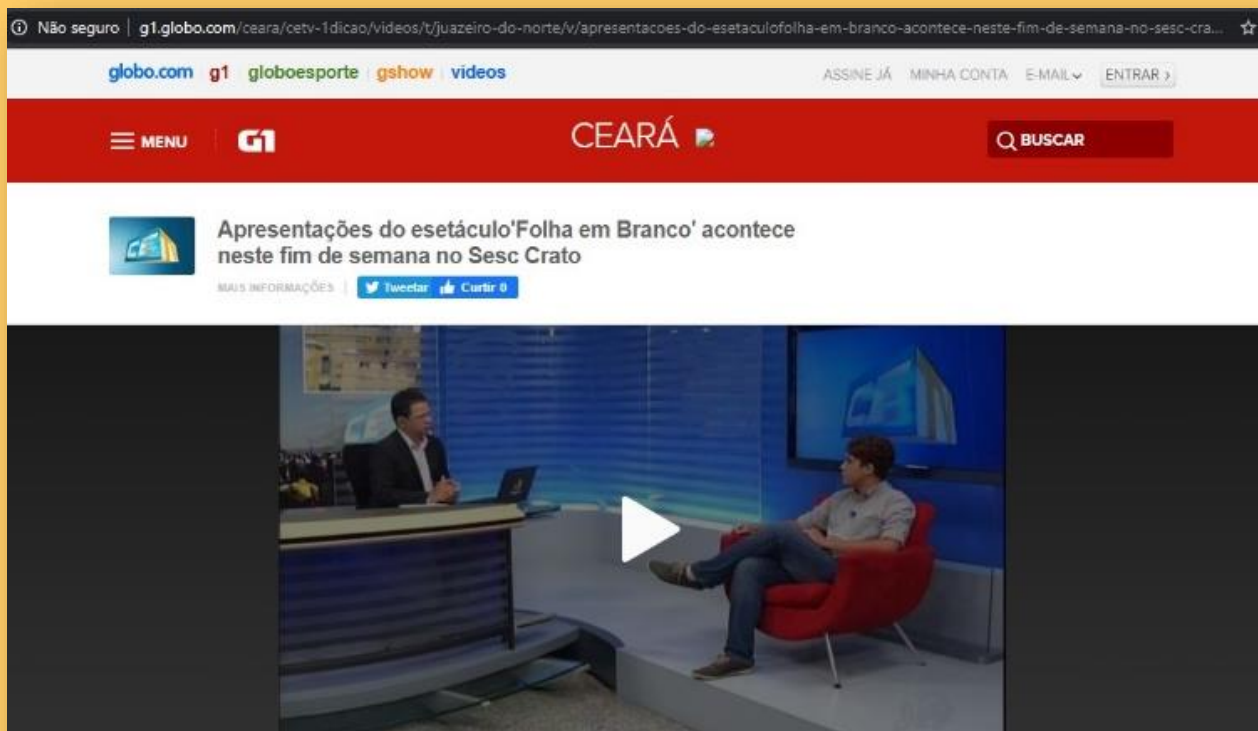 Não seguro | g1.globo.com/ceara/cetv-1dicao/videos/t/juazeiro-do-norte/v/apresentacoes-do-esetaculofolha-em-branco-acontece-neste-fim-de-semana-no-sesc-cra...
globo.com g1 globoesporte gshow vídeos ASSINE JÁ MINHA CONTA E-MAIL ENTRAR ›
MENU G1 CEARÁ BUSCAR
Apresentações do esetáculo'Folha em Branco' acontece
neste fim de semana no Sesc Crato
MAIS INFORMAÇÕES | Tweetar Curtir 0